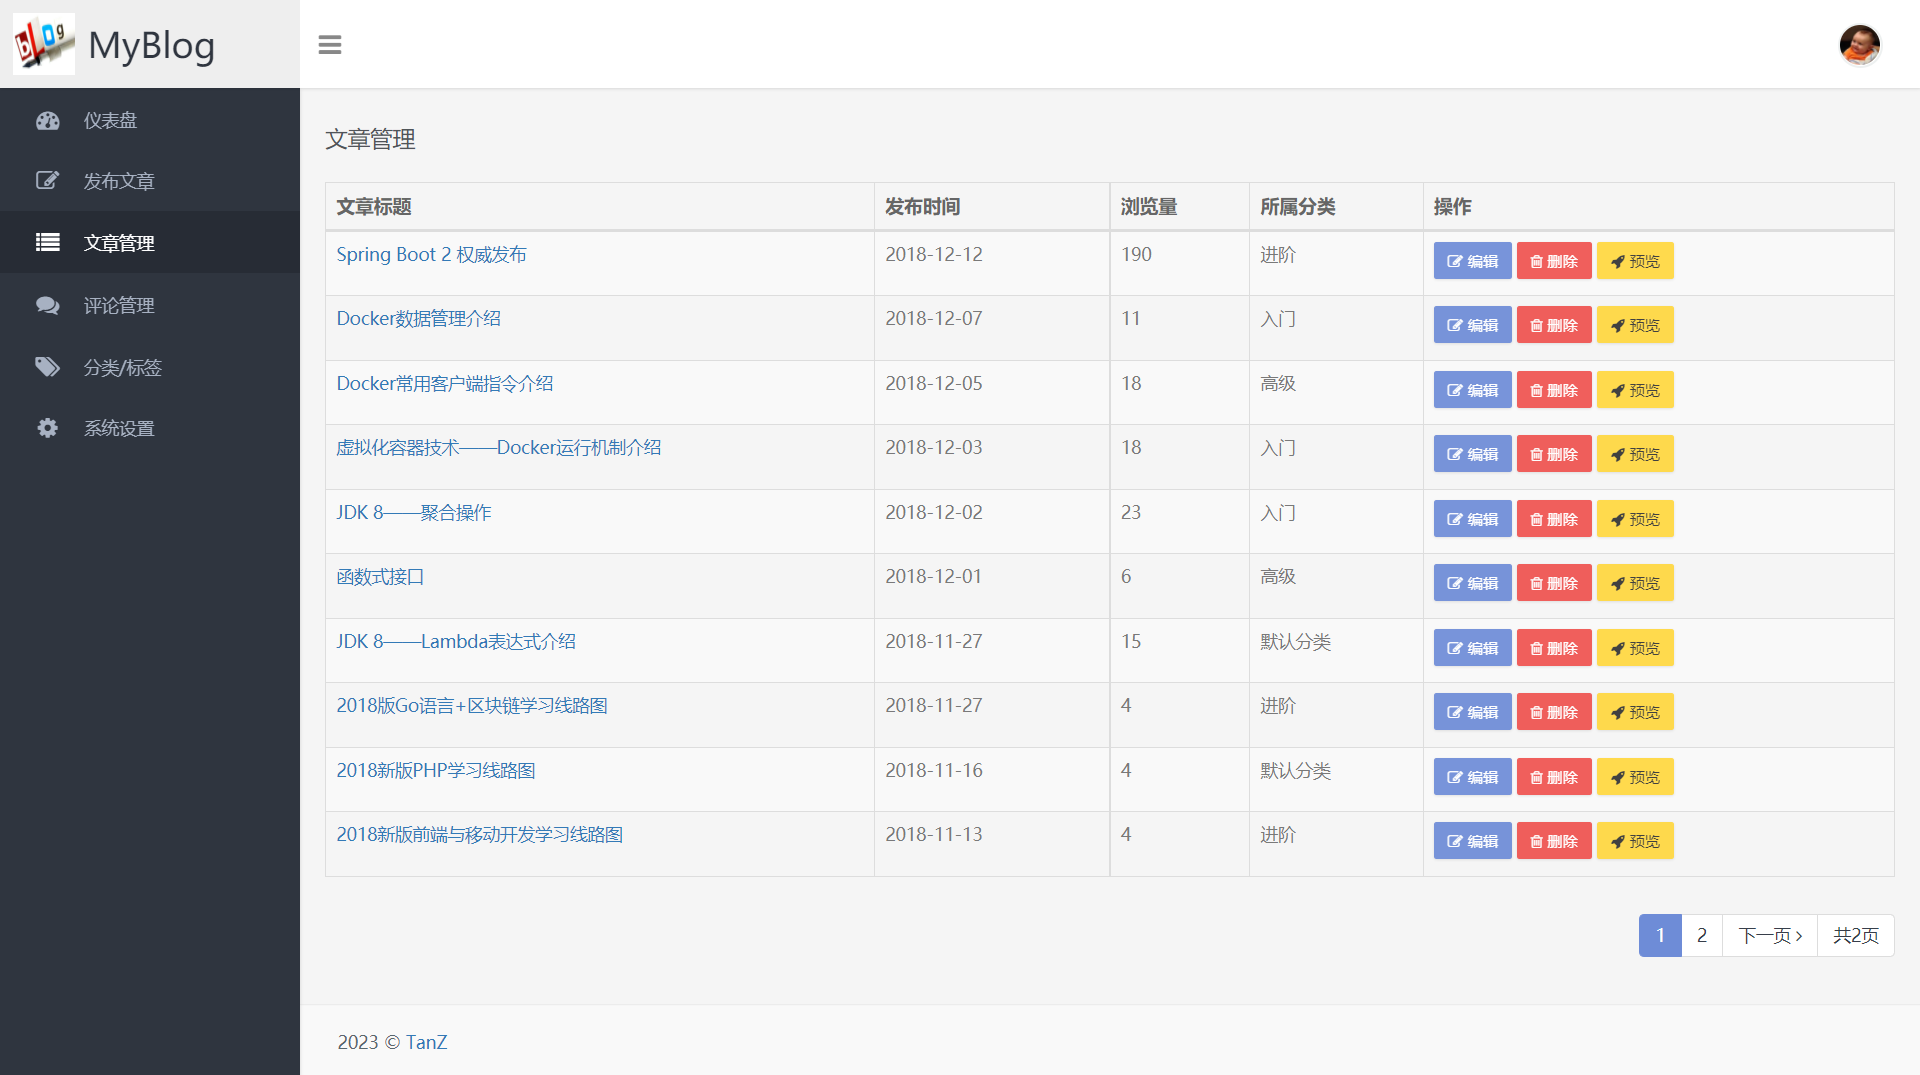 Blog
MyBlog
仪表盘
发布文章
文章管理
评论管理
分类/标签
系统设置
文章管理
文章标题 发布时间 浏览量 所属分类 操作
Spring Boot 2 权威发布 2018-12-12 190 进阶 编辑 删除 预览
Docker数据管理介绍 2018-12-07 11 入门 编辑 删除 预览
Docker常用客户端指令介绍 2018-12-05 18 高级 编辑 删除 预览
虚拟化容器技术——Docker运行机制介绍 2018-12-03 18 入门 编辑 删除 预览
JDK 8——聚合操作 2018-12-02 23 入门 编辑 删除 预览
函数式接口 2018-12-01 6 高级 编辑 删除 预览
JDK 8——Lambda表达式介绍 2018-11-27 15 默认分类 编辑 删除 预览
2018版Go语言+区块链学习线路图 2018-11-27 4 进阶 编辑 删除 预览
2018新版PHP学习线路图 2018-11-16 4 默认分类 编辑 删除 预览
2018新版前端与移动开发学习线路图 2018-11-13 4 进阶 编辑 删除 预览
1 2 下一页 › 共2页
2023 © TanZ